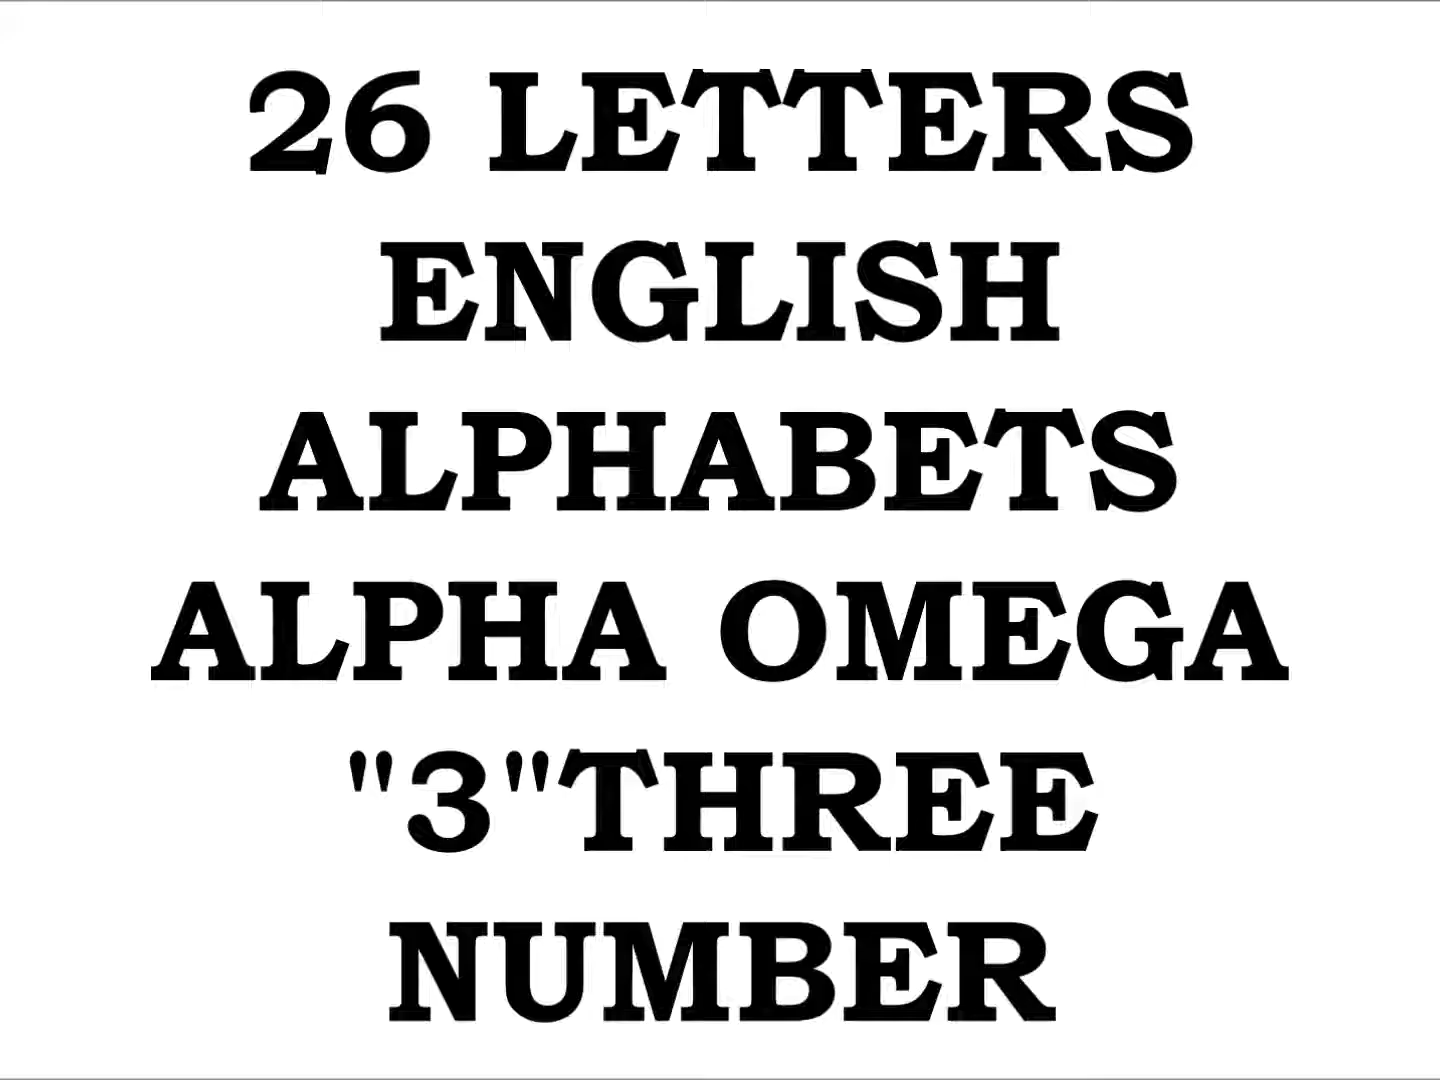 26 LETTERS
ENGLISH
ALPHABETS
ALPHA OMEGA
"3"THREE
NUMBER